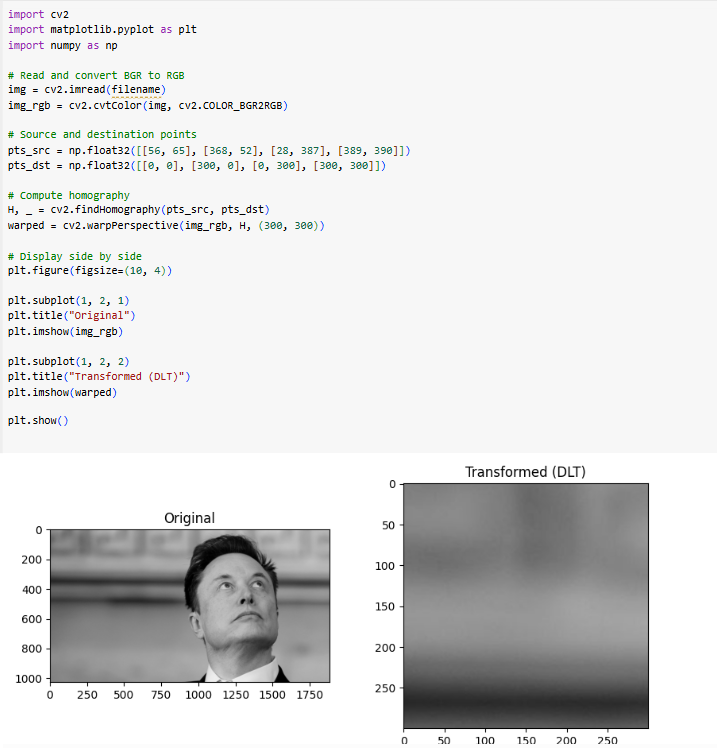 import cv2
import matplotlib.pyplot as plt
import numpy as np
# Read and convert BGR to RGB
img = cv2.imread(filename)
img_rgb = cv2.cvtColor(img, cv2.COLOR_BGR2RGB)
# Source and destination points
pts_src = np.float32([[56, 65], [368, 52], [28, 387], [389, 390]])
pts_dst = np.float32([[0, 0], [300, 0], [0, 300], [300, 300]])
# Compute homography
H, _ = cv2.findHomography(pts_src, pts_dst)
warped = cv2.warpPerspective(img_rgb, H, (300, 300))
# Display side by side
plt.figure(figsize=(10, 4))
plt.subplot(1, 2, 1)
plt.title("Original")
plt.imshow(img_rgb)
plt.subplot(1, 2, 2)
plt.title("Transformed (DLT)")
plt.imshow(warped)
plt.show()
Original
0
200
400
600
800
1000
0 250 500 750 1000 1250 1500 1750
Transformed (DLT)
0
50
100
150
200
250
0 50 100 150 200 250